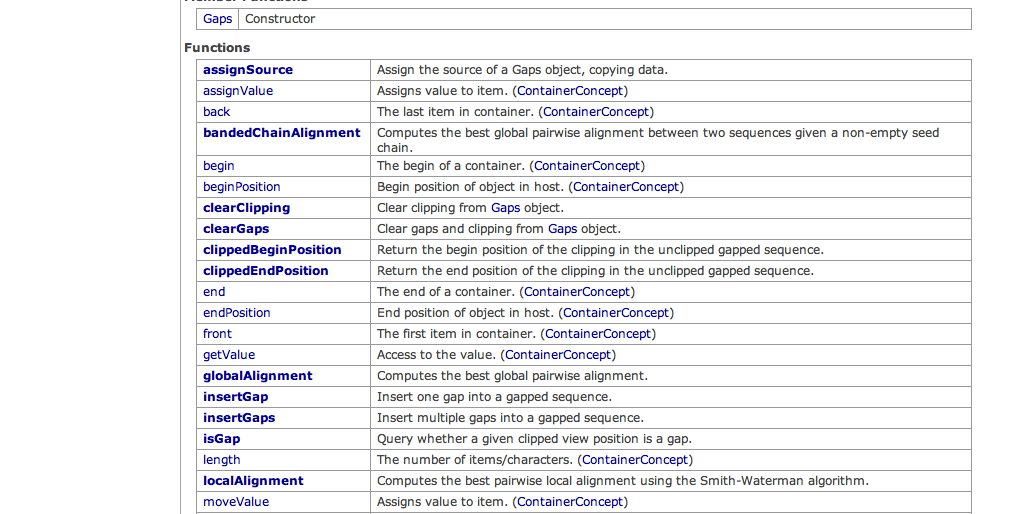 Member Functions
Gaps Constructor
Functions
assignSource Assign the source of a Gaps object, copying data.
assignValue Assigns value to item. (ContainerConcept)
back The last item in container. (ContainerConcept)
bandedChainAlignment Computes the best global pairwise alignment between two sequences given a non-empty seed
chain.
begin The begin of a container. (ContainerConcept)
beginPosition Begin position of object in host. (ContainerConcept)
clearClipping Clear clipping from Gaps object.
clearGaps Clear gaps and clipping from Gaps object.
clippedBeginPosition Return the begin position of the clipping in the unclipped gapped sequence.
clippedEndPosition Return the end position of the clipping in the unclipped gapped sequence.
end The end of a container. (ContainerConcept)
endPosition End position of object in host. (ContainerConcept)
front The first item in container. (ContainerConcept)
getValue Access to the value. (ContainerConcept)
globalAlignment Computes the best global pairwise alignment.
insertGap Insert one gap into a gapped sequence.
insertGaps Insert multiple gaps into a gapped sequence.
isGap Query whether a given clipped view position is a gap.
length The number of items/characters. (ContainerConcept)
localAlignment Computes the best pairwise local alignment using the Smith-Waterman algorithm.
moveValue Assigns value to item. (ContainerConcept)